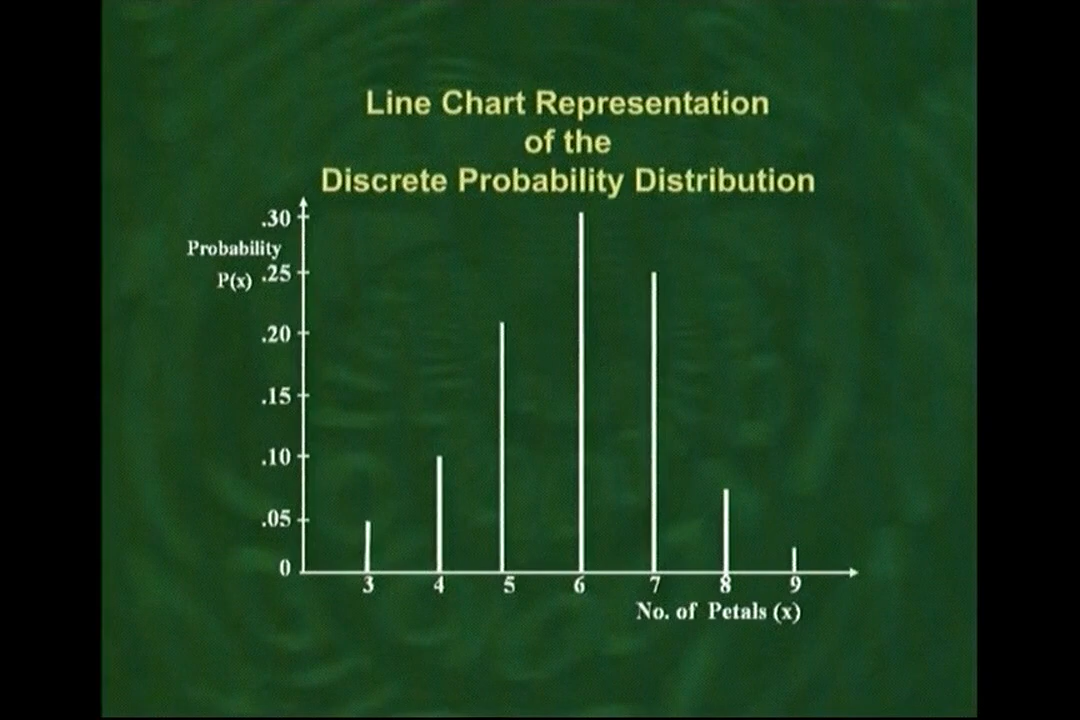 Line Chart Representation
of the
Discrete Probability Distribution
.30
Probability
P(x) .25
.20
.15
.10
.05
0
3 4 5 6 7 8 9
No. of Petals (x)